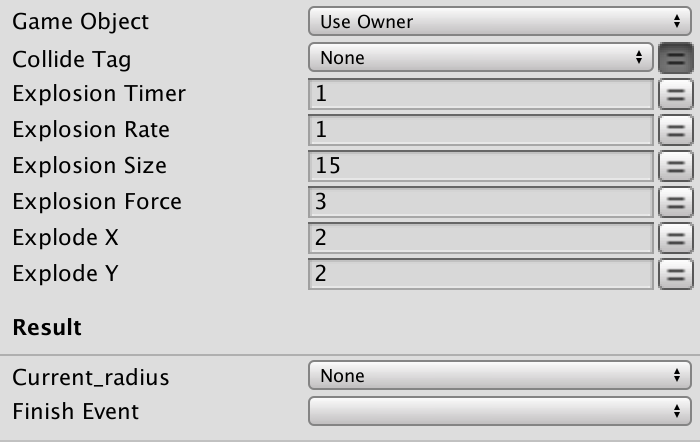 Game Object Use Owner
Collide Tag None
Explosion Timer 1
Explosion Rate 1
Explosion Size 15
Explosion Force 3
Explode X 2
Explode Y 2
Result
Current_radius None
Finish Event